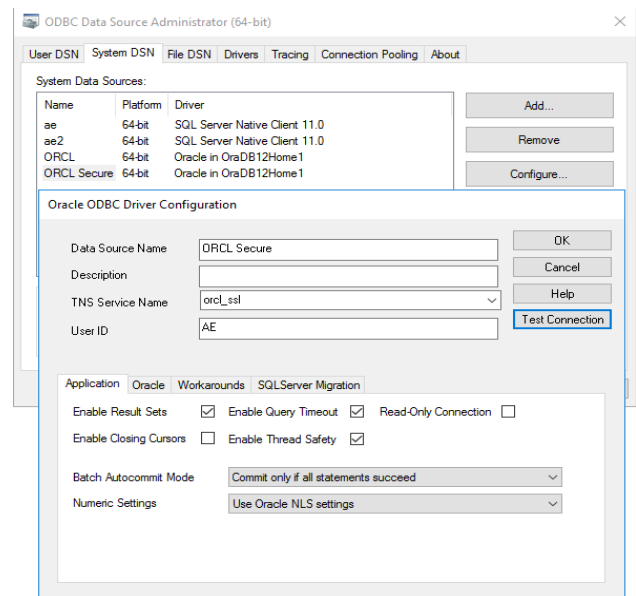 ODBC Data Source Administrator (64-bit)
User DSN System DSN File DSN Drivers Tracing Connection Pooling About
System Data Sources:
Name Platform Driver
ae 64-bit SQL Server Native Client 11.0
ae2 64-bit SQL Server Native Client 11.0
ORCL 64-bit Oracle in OraDB12Home1
ORCL Secure 64-bit Oracle in OraDB12Home1
Add...
Remove
Configure...
Oracle ODBC Driver Configuration
Data Source Name ORCL Secure
Description
TNS Service Name orcl_ssl
User ID AE
OK
Cancel
Help
Test Connection
Application Oracle Workarounds SQLServer Migration
Enable Result Sets Enable Query Timeout Read-Only Connection
Enable Closing Cursors Enable Thread Safety
Batch Autocommit Mode Commit only if all statements succeed
Numeric Settings Use Oracle NLS settings